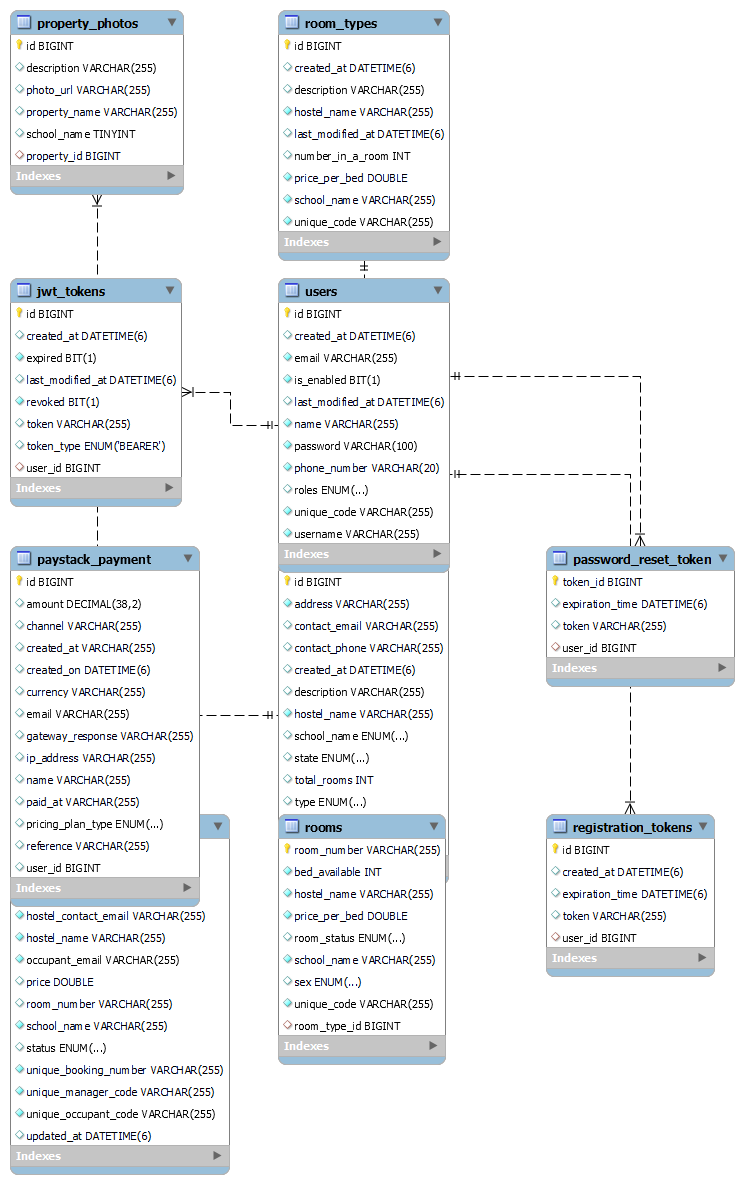 property_photos
id BIGINT
description VARCHAR(255)
photo_url VARCHAR(255)
property_name VARCHAR(255)
school_name TINYINT
property_id BIGINT
Indexes
room_types
id BIGINT
created_at DATETIME(6)
description VARCHAR(255)
hostel_name VARCHAR(255)
last_modified_at DATETIME(6)
number_in_a_room INT
price_per_bed DOUBLE
school_name VARCHAR(255)
unique_code VARCHAR(255)
Indexes
jwt_tokens
id BIGINT
created_at DATETIME(6)
expired BIT(1)
last_modified_at DATETIME(6)
revoked BIT(1)
token VARCHAR(255)
token_type ENUM('BEARER')
user_id BIGINT
Indexes
users
id BIGINT
created_at DATETIME(6)
email VARCHAR(255)
is_enabled BIT(1)
last_modified_at DATETIME(6)
name VARCHAR(255)
password VARCHAR(100)
phone_number VARCHAR(20)
roles ENUM(...)
unique_code VARCHAR(255)
username VARCHAR(255)
Indexes
id BIGINT
address VARCHAR(255)
contact_email VARCHAR(255)
contact_phone VARCHAR(255)
created_at DATETIME(6)
description VARCHAR(255)
hostel_name VARCHAR(255)
school_name ENUM(...)
state ENUM(...)
total_rooms INT
type ENUM(...)
paystack_payment
id BIGINT
amount DECIMAL(38,2)
channel VARCHAR(255)
created_at VARCHAR(255)
created_on DATETIME(6)
currency VARCHAR(255)
email VARCHAR(255)
gateway_response VARCHAR(255)
ip_address VARCHAR(255)
name VARCHAR(255)
paid_at VARCHAR(255)
pricing_plan_type ENUM(...)
reference VARCHAR(255)
user_id BIGINT
Indexes
hostel_contact_email VARCHAR(255)
hostel_name VARCHAR(255)
occupant_email VARCHAR(255)
price DOUBLE
room_number VARCHAR(255)
school_name VARCHAR(255)
status ENUM(...)
unique_booking_number VARCHAR(255)
unique_manager_code VARCHAR(255)
unique_occupant_code VARCHAR(255)
updated_at DATETIME(6)
Indexes
rooms
room_number VARCHAR(255)
bed_available INT
hostel_name VARCHAR(255)
price_per_bed DOUBLE
room_status ENUM(...)
school_name VARCHAR(255)
sex ENUM(...)
unique_code VARCHAR(255)
room_type_id BIGINT
Indexes
password_reset_token
token_id BIGINT
expiration_time DATETIME(6)
token VARCHAR(255)
user_id BIGINT
Indexes
registration_tokens
id BIGINT
created_at DATETIME(6)
expiration_time DATETIME(6)
token VARCHAR(255)
user_id BIGINT
Indexes